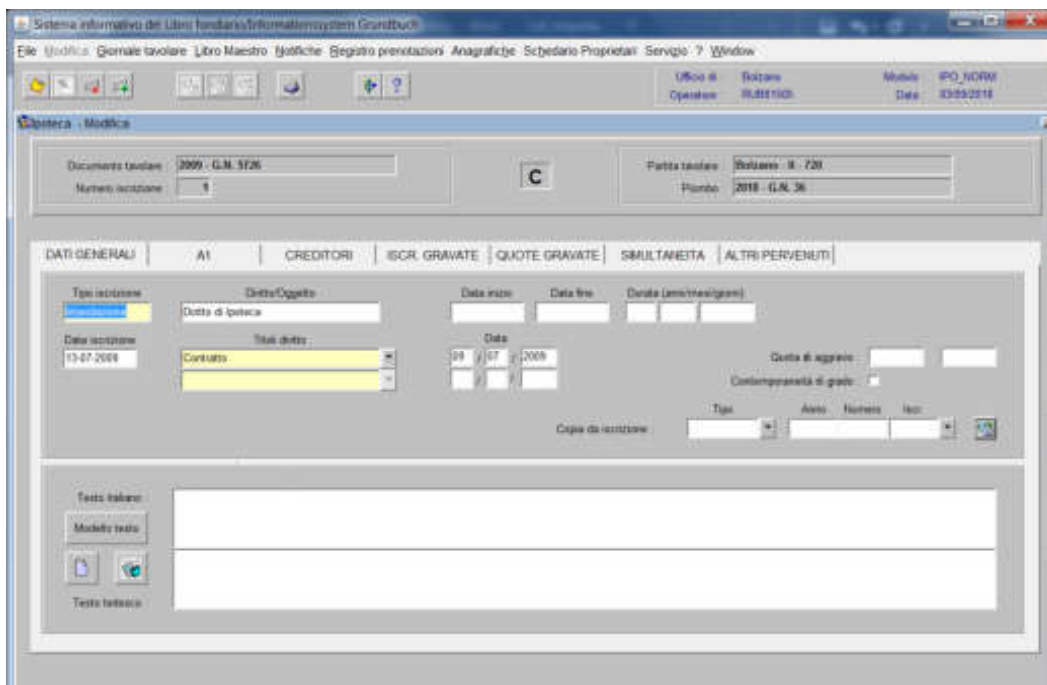 Sistema informativo del Libro fondiario/Informationssystem Grundbuch
File Modifica Giornale tavolare Libro Maestro Notifiche Registro prenotazioni Anagrafiche Schedario Proprietari Servizio ? Window
Ufficio di Bolzano Modulo IPO_NORM
Operatore Data
Ipoteca - Modifica
Documento tavolare 2009 - G.N. 5726
Numero iscrizione 1
C
Partita tavolare Bolzano - II - 720
Piombo 2018 - G.N. 36
DATI GENERALI A1 CREDITORI ISCR. GRAVATE QUOTE GRAVATE SIMULTANEITA ALTRI PERVENUTI
Tipo iscrizione Diritto/Oggetto Data inizio Data fine Durata (anni/mesi/giorni)
Intavolazione Diritto di Ipoteca
Data iscrizione Titoli diritto Data
13-07-2009 Contratto 09 / 07 / 2009
/ /
Quota di aggravio
Contemporaneità di grado
Tipo Anno Numero Iscr.
Copia da iscrizione
Testo italiano
Modello testo
Testo tedesco